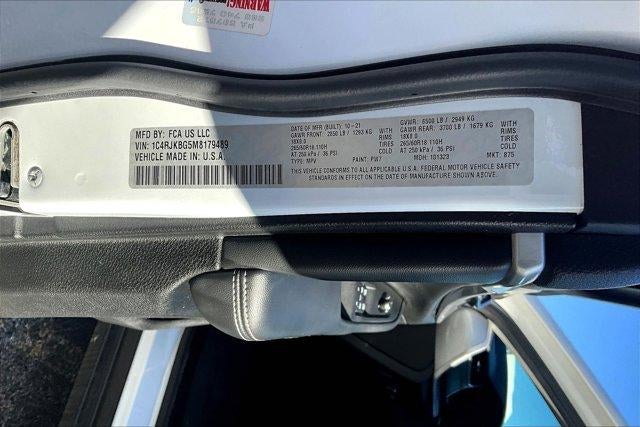 WARNING!
MFD BY: FCA US LLC
VIN: 1C4RJKBG5M8179489
VEHICLE MADE IN U.S.A.
DATE OF MFR (BUILT): 10-21
GAWR FRONT: 2850 LB / 1293 KG
18X8.0
265/60R18 110H
AT 250 kPa / 36 PSI
TYPE: MPV
PAINT: PW7
WITH
RIMS
TIRES
COLD
GVWR: 6500 LB / 2949 KG
GAWR REAR: 3700 LB / 1679 KG
18X8.0
265/60R18 110H
AT 250 kPa / 36 PSI
MDH: 101323
WITH
RIMS
TIRES
COLD
MKT: 875
THIS VEHICLE CONFORMS TO ALL APPLICABLE U.S.A. FEDERAL MOTOR VEHICLE SAFETY
STANDARDS IN EFFECT ON THE DATE OF MANUFACTURE SHOWN ABOVE.